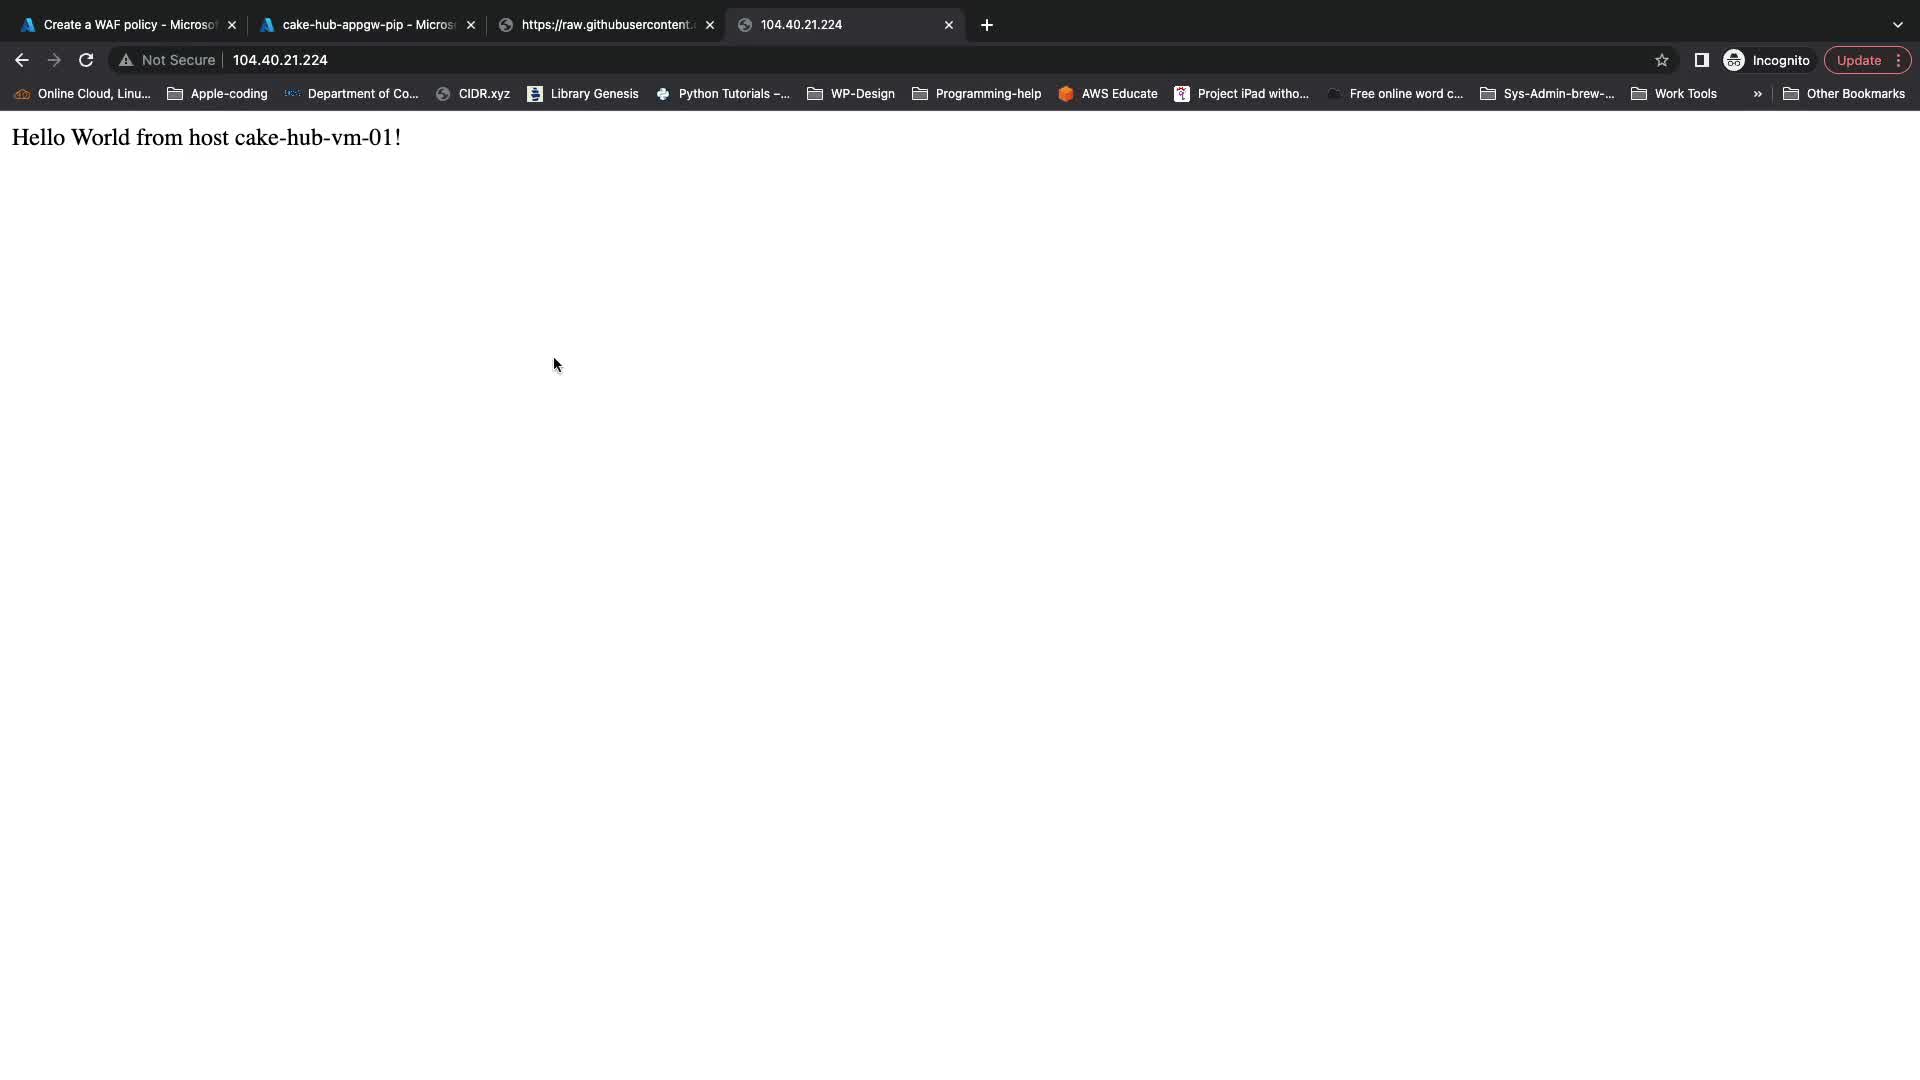 Create a WAF policy - Microsof
cake-hub-appgw-pip - Micros
https://raw.githubusercontent.
104.40.21.224
Not Secure 104.40.21.224
Incognito
Update
Online Cloud, Linu...
Apple-coding
Department of Co...
CIDR.xyz
Library Genesis
Python Tutorials –...
WP-Design
Programming-help
AWS Educate
Project iPad witho...
Free online word c...
Sys-Admin-brew-...
Work Tools
»
Other Bookmarks
Hello World from host cake-hub-vm-01!